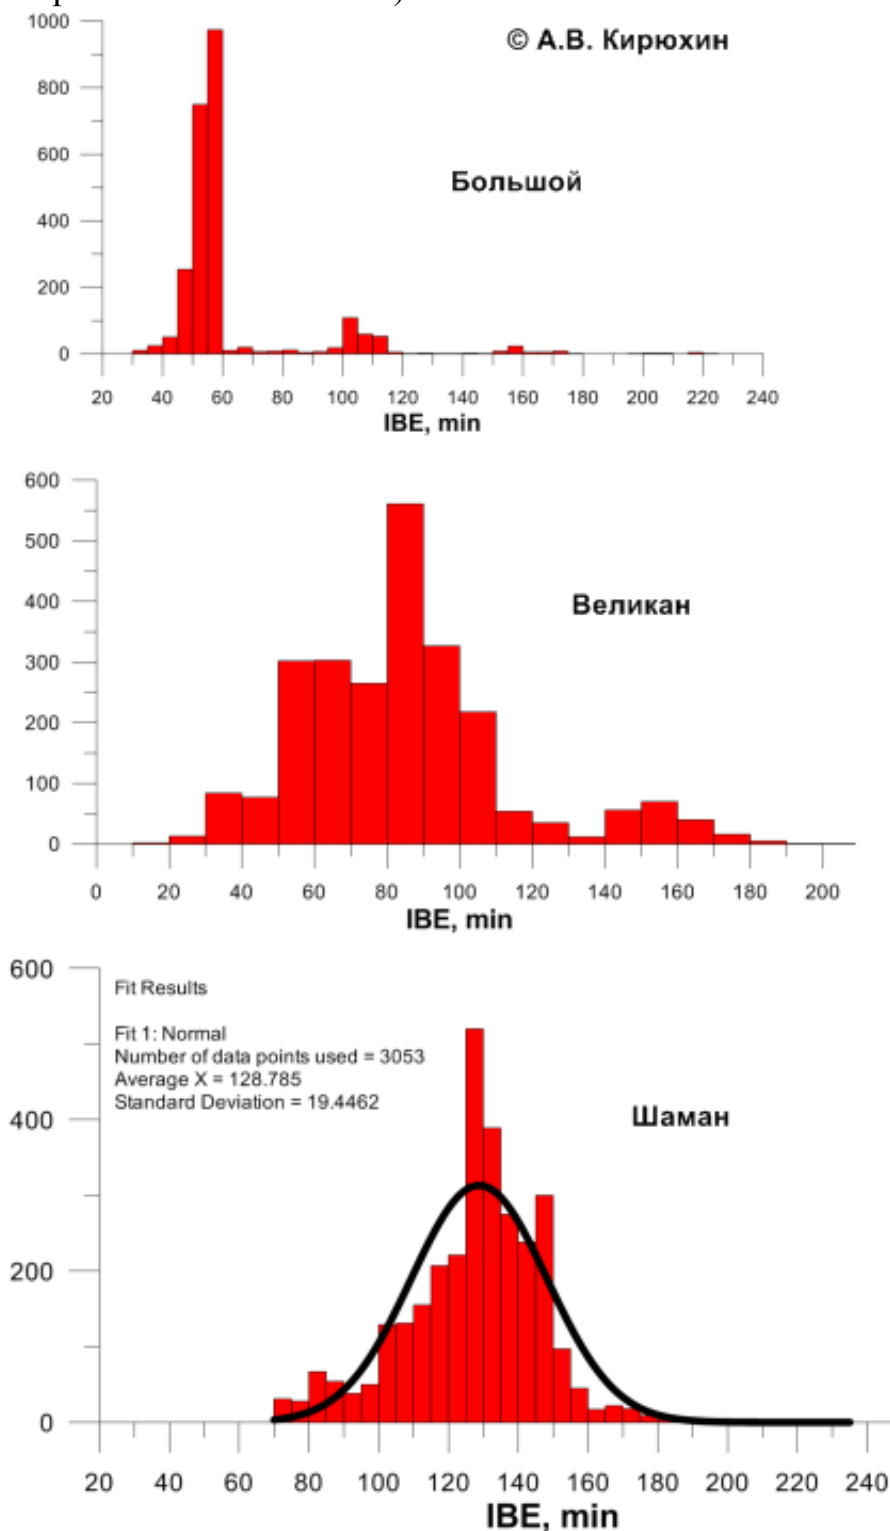 1000
© А.В. Кирюхин
800
Большой
600
400
200
0
20 40 60 80 100 120 140 160 180 200 220 240
IBE, min
600
500
Великан
400
300
200
100
0
0 20 40 60 80 100 120 140 160 180 200
IBE, min
600
Fit Results
Fit 1: Normal
Number of data points used = 3053
Average X = 128.785
Standard Deviation = 19.4462
Шаман
400
200
0
20 40 60 80 100 120 140 160 180 200 220 240
IBE, min